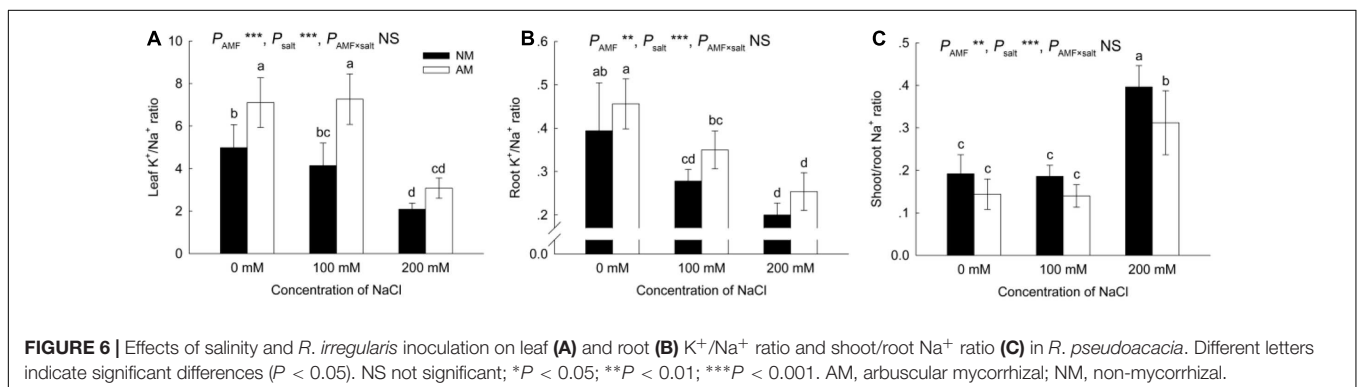 A
P_AMF ***, P_salt ***, P_AMF×salt NS
NM
AM
Leaf K⁺/Na⁺ ratio
10
8
6
4
2
0
b
a
bc
a
d
cd
0 mM
100 mM
200 mM
Concentration of NaCl
B
P_AMF **, P_salt ***, P_AMF×salt NS
Root K⁺/Na⁺ ratio
.6
.5
.4
.3
.2
0.0
ab
a
cd
bc
d
d
0 mM
100 mM
200 mM
Concentration of NaCl
C
P_AMF **, P_salt ***, P_AMF×salt NS
Shoot/root Na⁺ ratio
.5
.4
.3
.2
.1
0.0
c
c
c
c
a
b
0 mM
100 mM
200 mM
Concentration of NaCl
FIGURE 6 | Effects of salinity and R. irregularis inoculation on leaf (A) and root (B) K⁺/Na⁺ ratio and shoot/root Na⁺ ratio (C) in R. pseudoacacia. Different letters
indicate significant differences (P < 0.05). NS not significant; *P < 0.05; **P < 0.01; ***P < 0.001. AM, arbuscular mycorrhizal; NM, non-mycorrhizal.